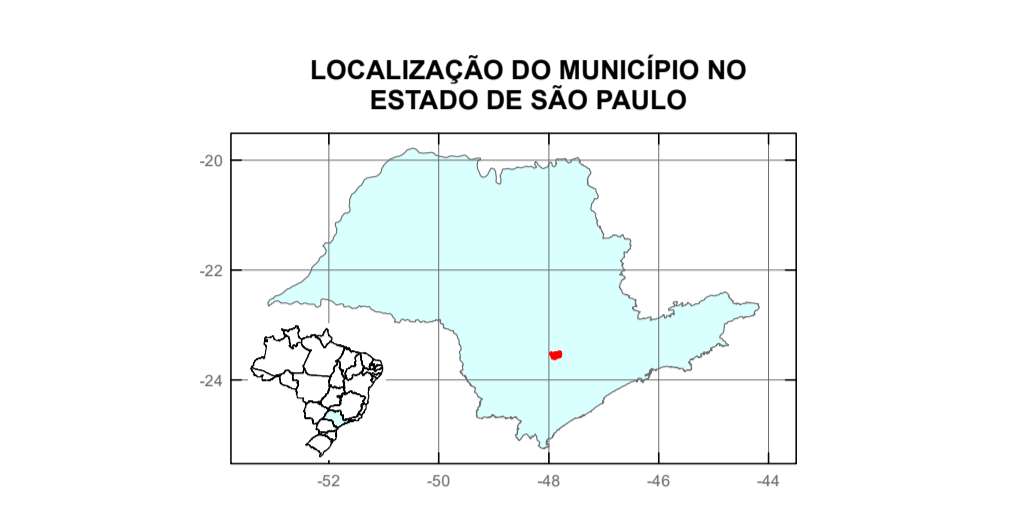 LOCALIZAÇÃO DO MUNICÍPIO NO
ESTADO DE SÃO PAULO
-20
-22
-24
-52 -50 -48 -46 -44